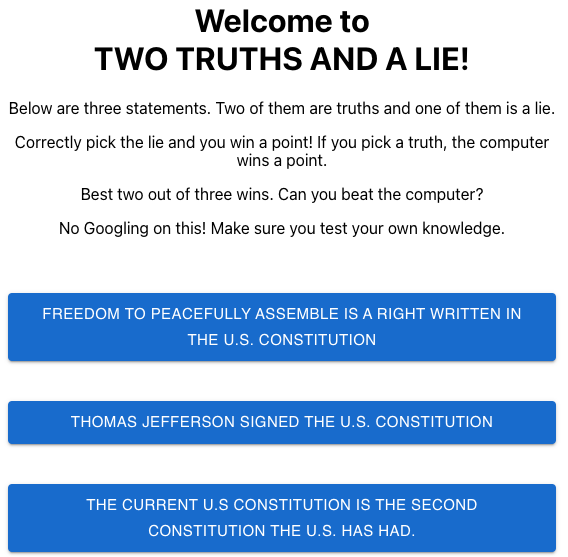 Welcome to
TWO TRUTHS AND A LIE!
Below are three statements. Two of them are truths and one of them is a lie.
Correctly pick the lie and you win a point! If you pick a truth, the computer
wins a point.
Best two out of three wins. Can you beat the computer?
No Googling on this! Make sure you test your own knowledge.
FREEDOM TO PEACEFULLY ASSEMBLE IS A RIGHT WRITTEN IN
THE U.S. CONSTITUTION
THOMAS JEFFERSON SIGNED THE U.S. CONSTITUTION
THE CURRENT U.S CONSTITUTION IS THE SECOND
CONSTITUTION THE U.S. HAS HAD.